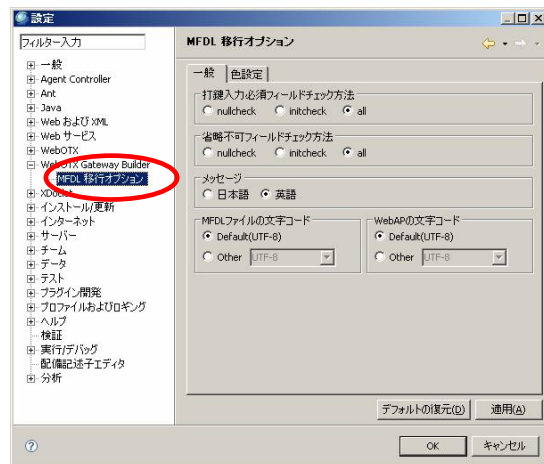 設定
フィルター入力
MFDL 移行オプション
一般
Agent Controller
Ant
Java
Web および XML
Web サービス
WebOTX
WebOTX Gateway Builder
MFDL 移行オプション
XDoclet
インストール/更新
インターネット
サーバー
チーム
データ
テスト
プラグイン開発
プロファイルおよびロギング
ヘルプ
検証
実行/デバッグ
配備記述子エディタ
分析
一般 色設定
打鍵入力必須フィールドチェック方法
nullcheck initcheck all
省略不可フィールドチェック方法
nullcheck initcheck all
メッセージ
日本語 英語
MFDLファイルの文字コード
Default(UTF-8)
Other UTF-8
WebAPの文字コード
Default(UTF-8)
Other UTF-8
デフォルトの復元(D) 適用(A)
OK キャンセル